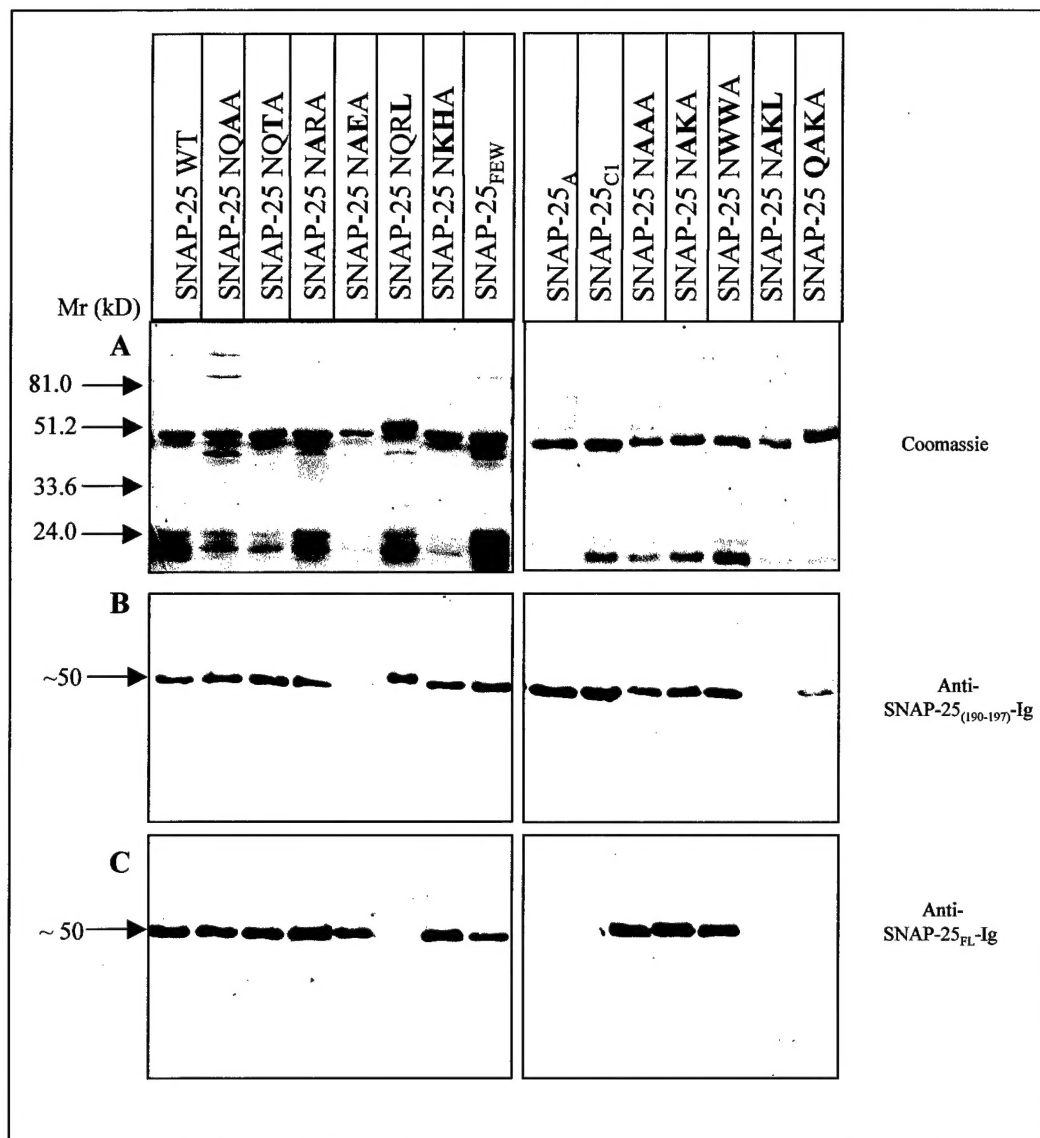 SNAP-25 WT
SNAP-25 NQAA
SNAP-25 NQTA
SNAP-25 NARA
SNAP-25 NAEA
SNAP-25 NQRL
SNAP-25 NKHA
SNAP-25FEW
SNAP-25A
SNAP-25C1
SNAP-25 NAAA
SNAP-25 NAKA
SNAP-25 NWWA
SNAP-25 NAKL
SNAP-25 QAKA
Mr (kD)
A
81.0
51.2
33.6
24.0
Coomassie
B
~50
Anti-
SNAP-25(190-197)-Ig
C
~ 50
Anti-
SNAP-25FL-Ig